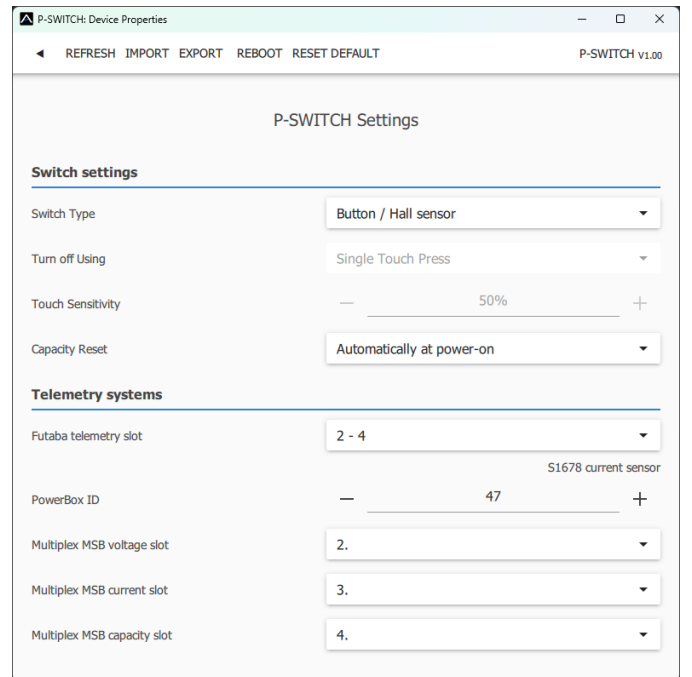 P-SWITCH: Device Properties
REFRESH IMPORT EXPORT REBOOT RESET DEFAULT P-SWITCH V1.00
P-SWITCH Settings
Switch settings
Switch Type Button / Hall sensor
Turn off Using Single Touch Press
Touch Sensitivity — 50% +
Capacity Reset Automatically at power-on
Telemetry systems
Futaba telemetry slot 2 - 4
S1678 current sensor
PowerBox ID — 47 +
Multiplex MSB voltage slot 2.
Multiplex MSB current slot 3.
Multiplex MSB capacity slot 4.